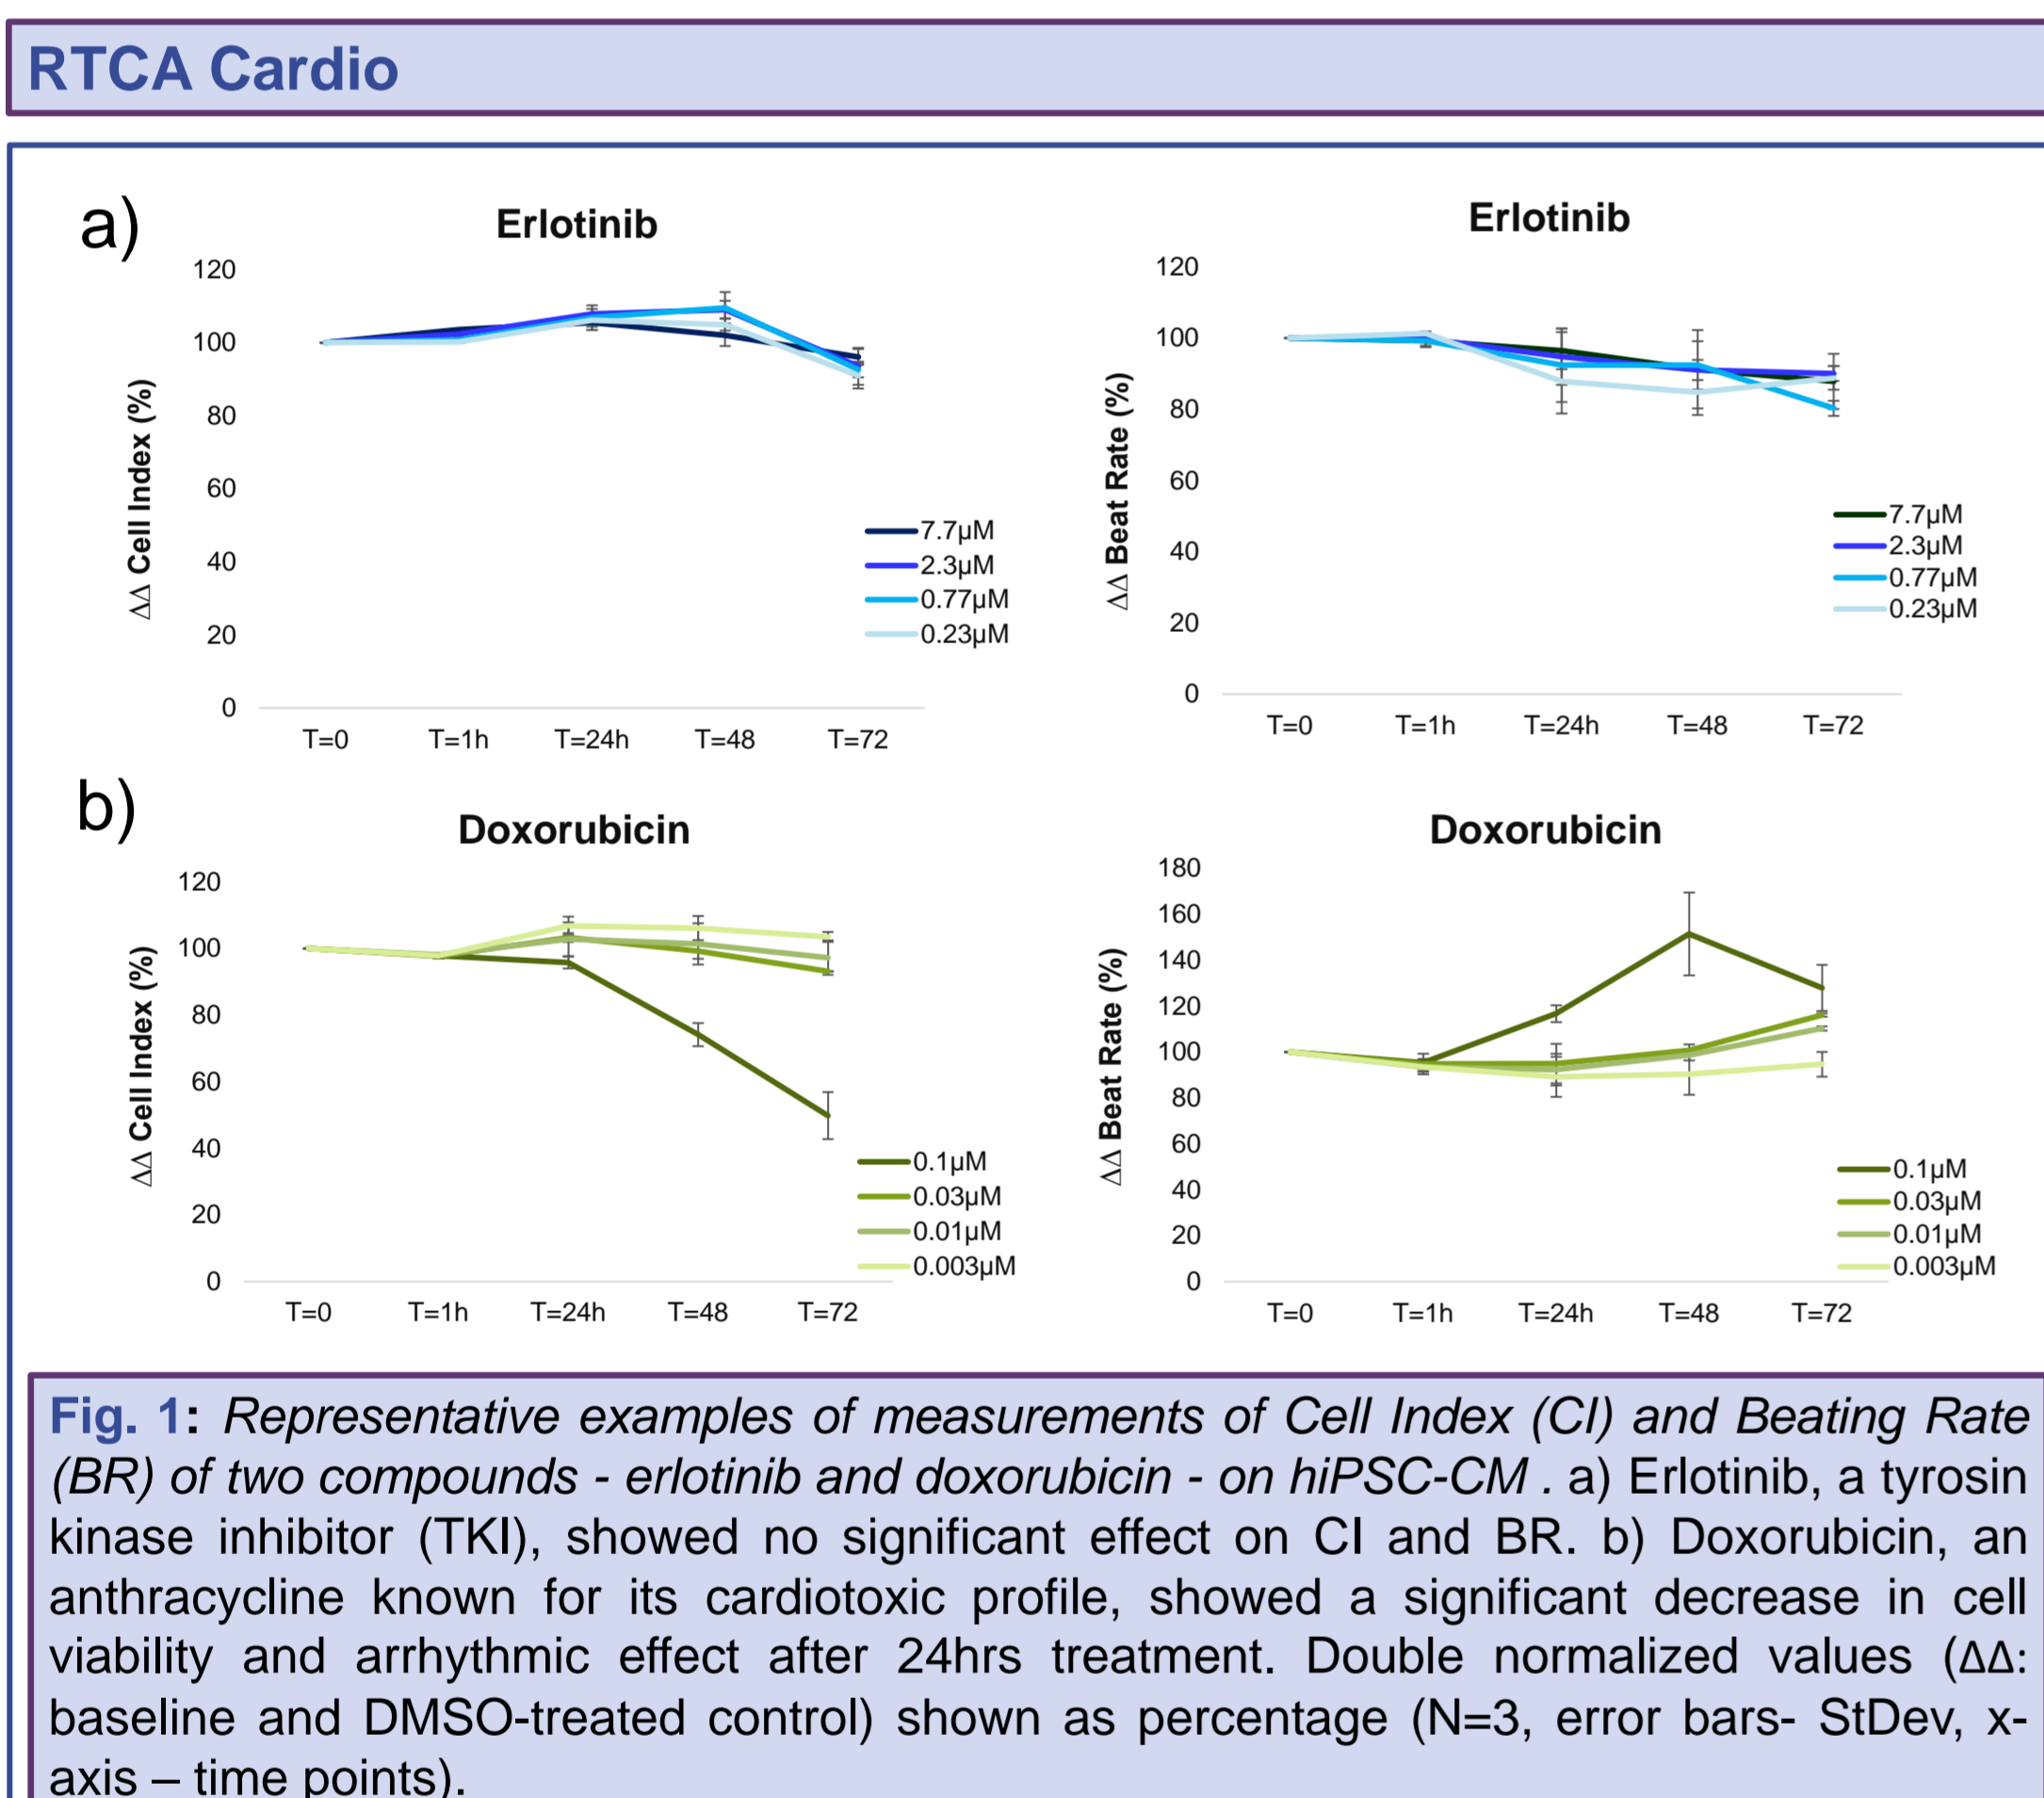 RTCA Cardio
a)
Erlotinib
120
100
80
60
40
20
0
ΔΔ Cell Index (%)
7.7µM
2.3µM
0.77µM
0.23µM
T=0 T=1h T=24h T=48 T=72
Erlotinib
120
100
80
60
40
20
0
ΔΔ Beat Rate (%)
7.7µM
2.3µM
0.77µM
0.23µM
T=0 T=1h T=24h T=48 T=72
b)
Doxorubicin
120
100
80
60
40
20
0
ΔΔ Cell Index (%)
0.1µM
0.03µM
0.01µM
0.003µM
T=0 T=1h T=24h T=48 T=72
Doxorubicin
180
160
140
120
100
80
60
40
20
0
ΔΔ Beat Rate (%)
0.1µM
0.03µM
0.01µM
0.003µM
T=0 T=1h T=24h T=48 T=72
Fig. 1: Representative examples of measurements of Cell Index (CI) and Beating Rate
(BR) of two compounds - erlotinib and doxorubicin - on hiPSC-CM . a) Erlotinib, a tyrosin
kinase inhibitor (TKI), showed no significant effect on CI and BR. b) Doxorubicin, an
anthracycline known for its cardiotoxic profile, showed a significant decrease in cell
viability and arrhythmic effect after 24hrs treatment. Double normalized values (ΔΔ:
baseline and DMSO-treated control) shown as percentage (N=3, error bars- StDev, x-
axis – time points).